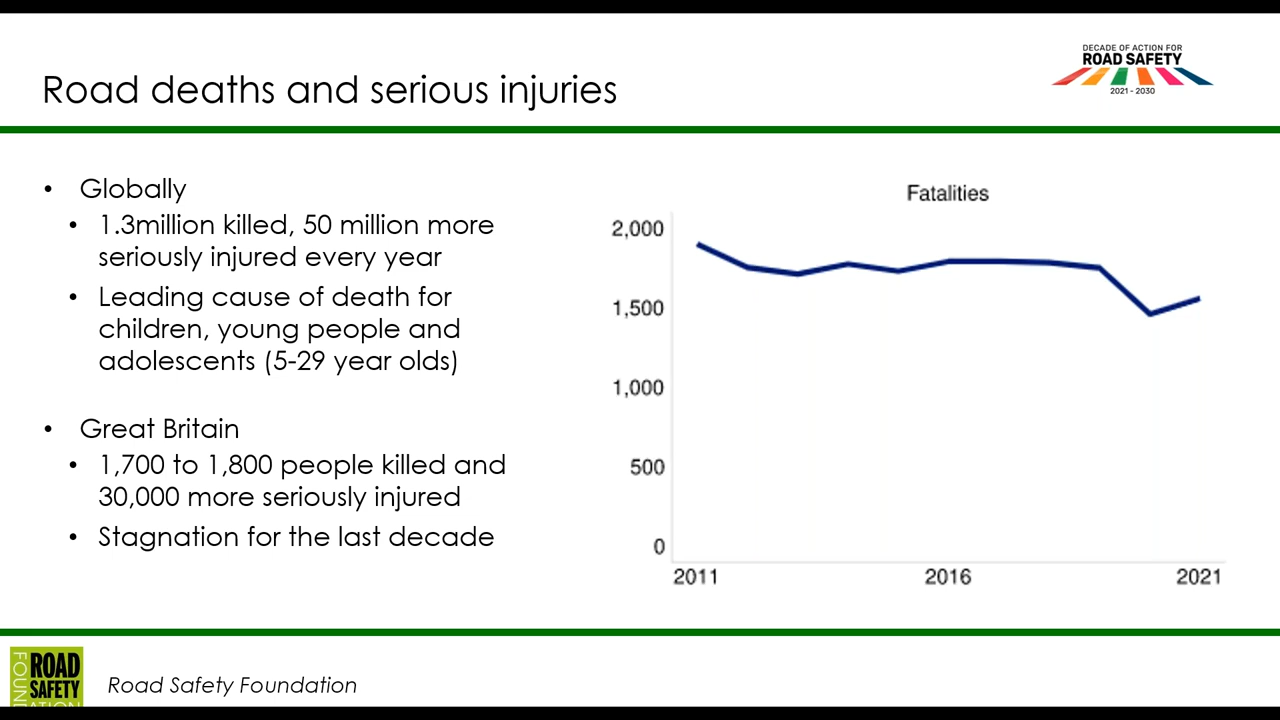 Road deaths and serious injuries
DECADE OF ACTION FOR
ROAD SAFETY
2021 - 2030
• Globally
• 1.3million killed, 50 million more
seriously injured every year
• Leading cause of death for
children, young people and
adolescents (5-29 year olds)
• Great Britain
• 1,700 to 1,800 people killed and
30,000 more seriously injured
• Stagnation for the last decade
Fatalities
2,000
1,500
1,000
500
0
2011 2016 2021
ROAD
SAFETY
FOUNDATION
Road Safety Foundation